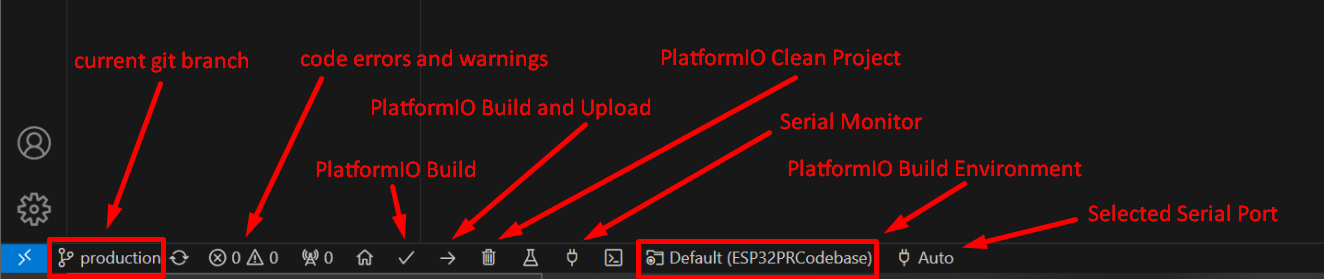 current git branch
code errors and warnings
PlatformIO Clean Project
PlatformIO Build and Upload
Serial Monitor
PlatformIO Build
PlatformIO Build Environment
Selected Serial Port
production 0 0 0 Default (ESP32PRCodebase) Auto